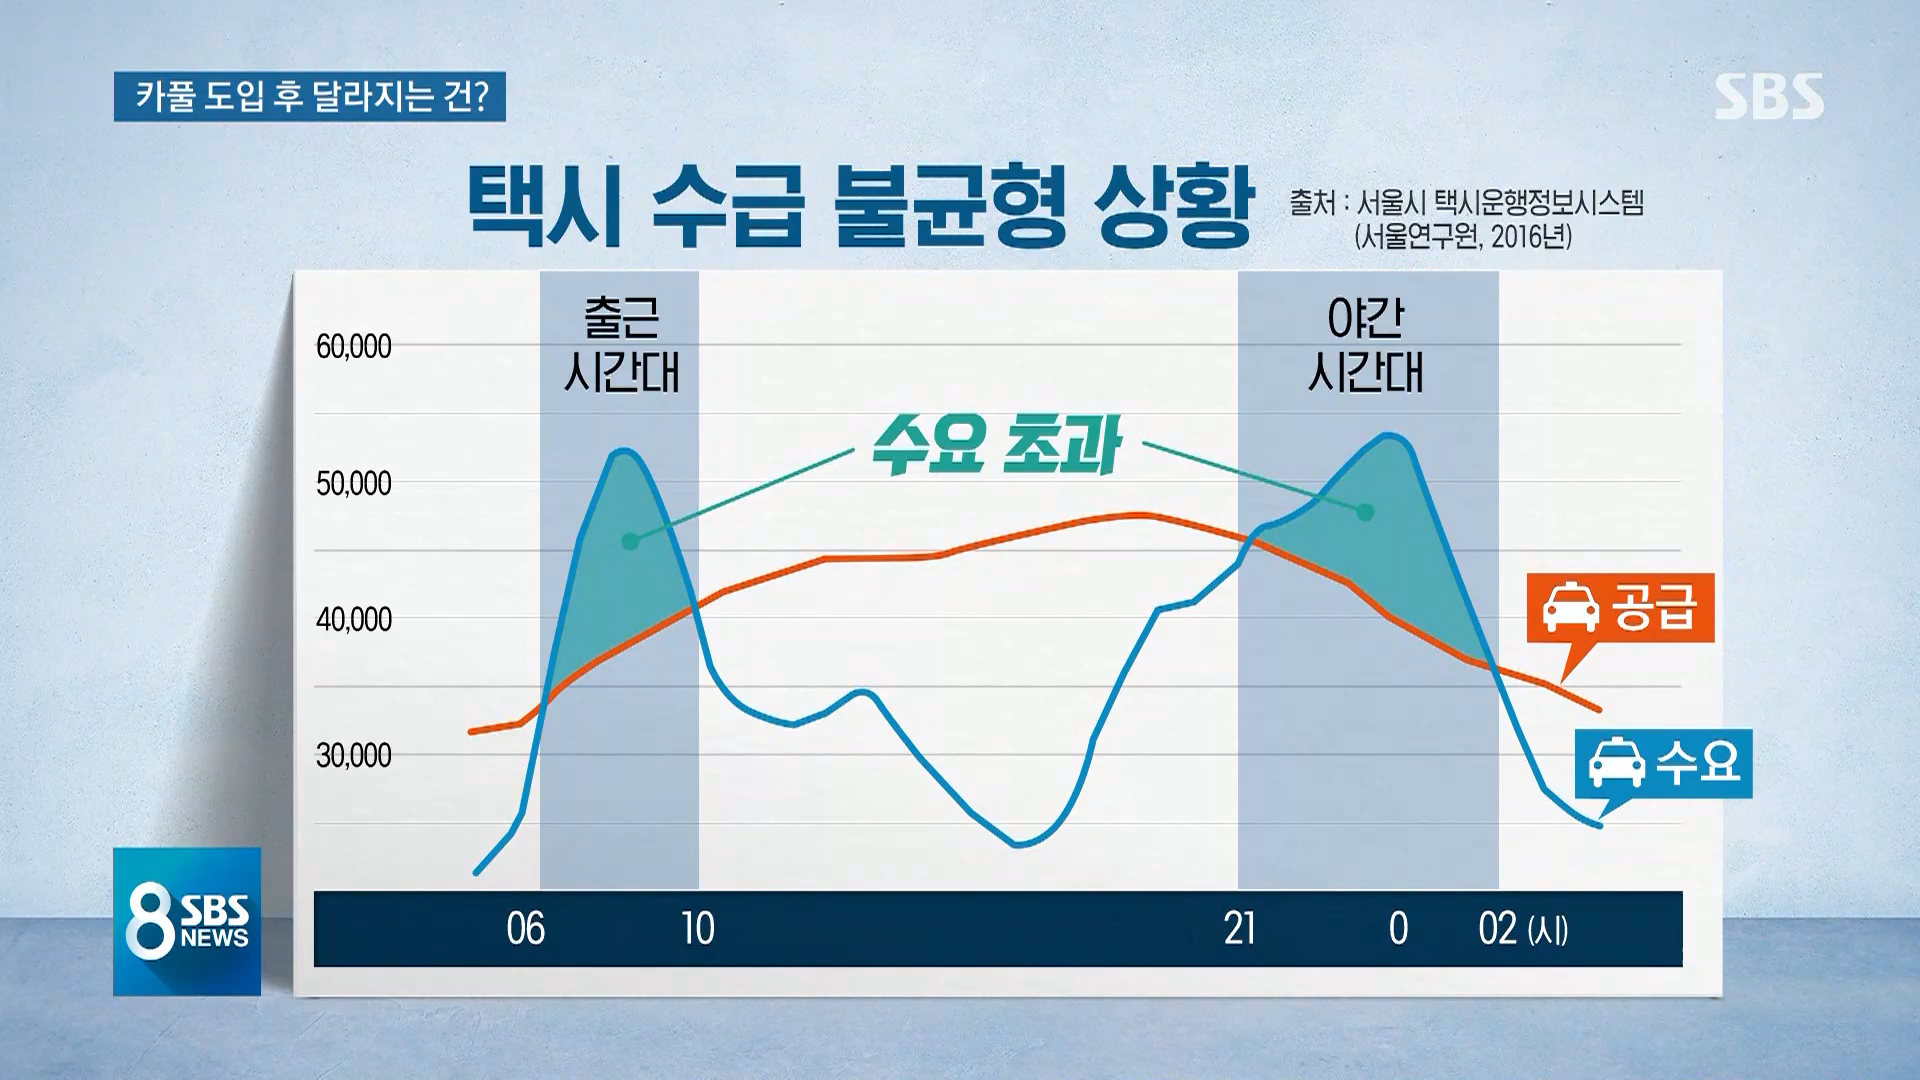 카풀 도입 후 달라지는 건?
SBS
택시 수급 불균형 상황
출처 : 서울시 택시운행정보시스템
(서울연구원, 2016년)
출근
시간대
야간
시간대
60,000
수요 초과
50,000
40,000
30,000
공급
수요
06
10
21
0
02 (시)
8 SBS
NEWS